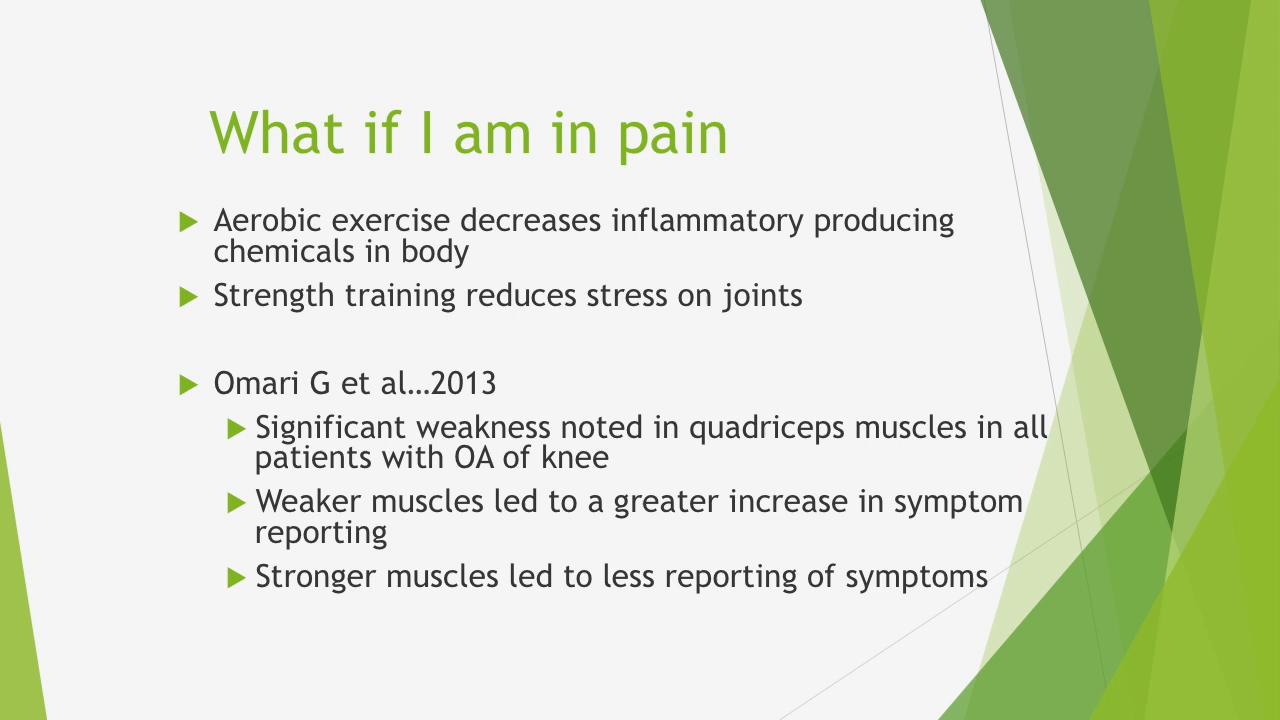 What if I am in pain
Aerobic exercise decreases inflammatory producing
chemicals in body
Strength training reduces stress on joints
Omari G et al…2013
Significant weakness noted in quadriceps muscles in all
patients with OA of knee
Weaker muscles led to a greater increase in symptom
reporting
Stronger muscles led to less reporting of symptoms